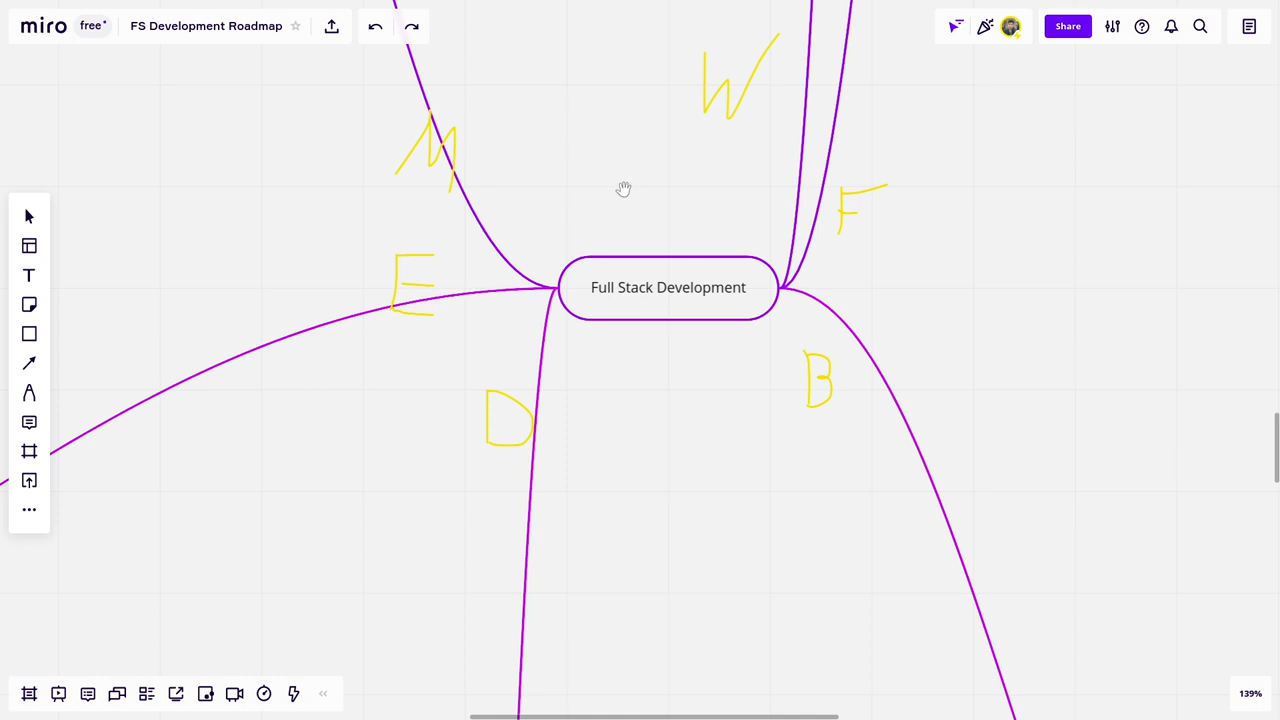 miro free FS Development Roadmap Share
W
M
F
E
Full Stack Development
B
D
T
139%